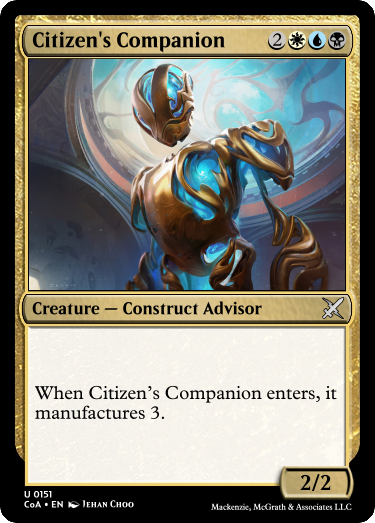 Citizen's Companion 2
Creature — Construct Advisor
When Citizen's Companion enters, it
manufactures 3.
2/2
U 0151
CoA • EN Jehan Choo
Mackenzie, McGrath & Associates LLC